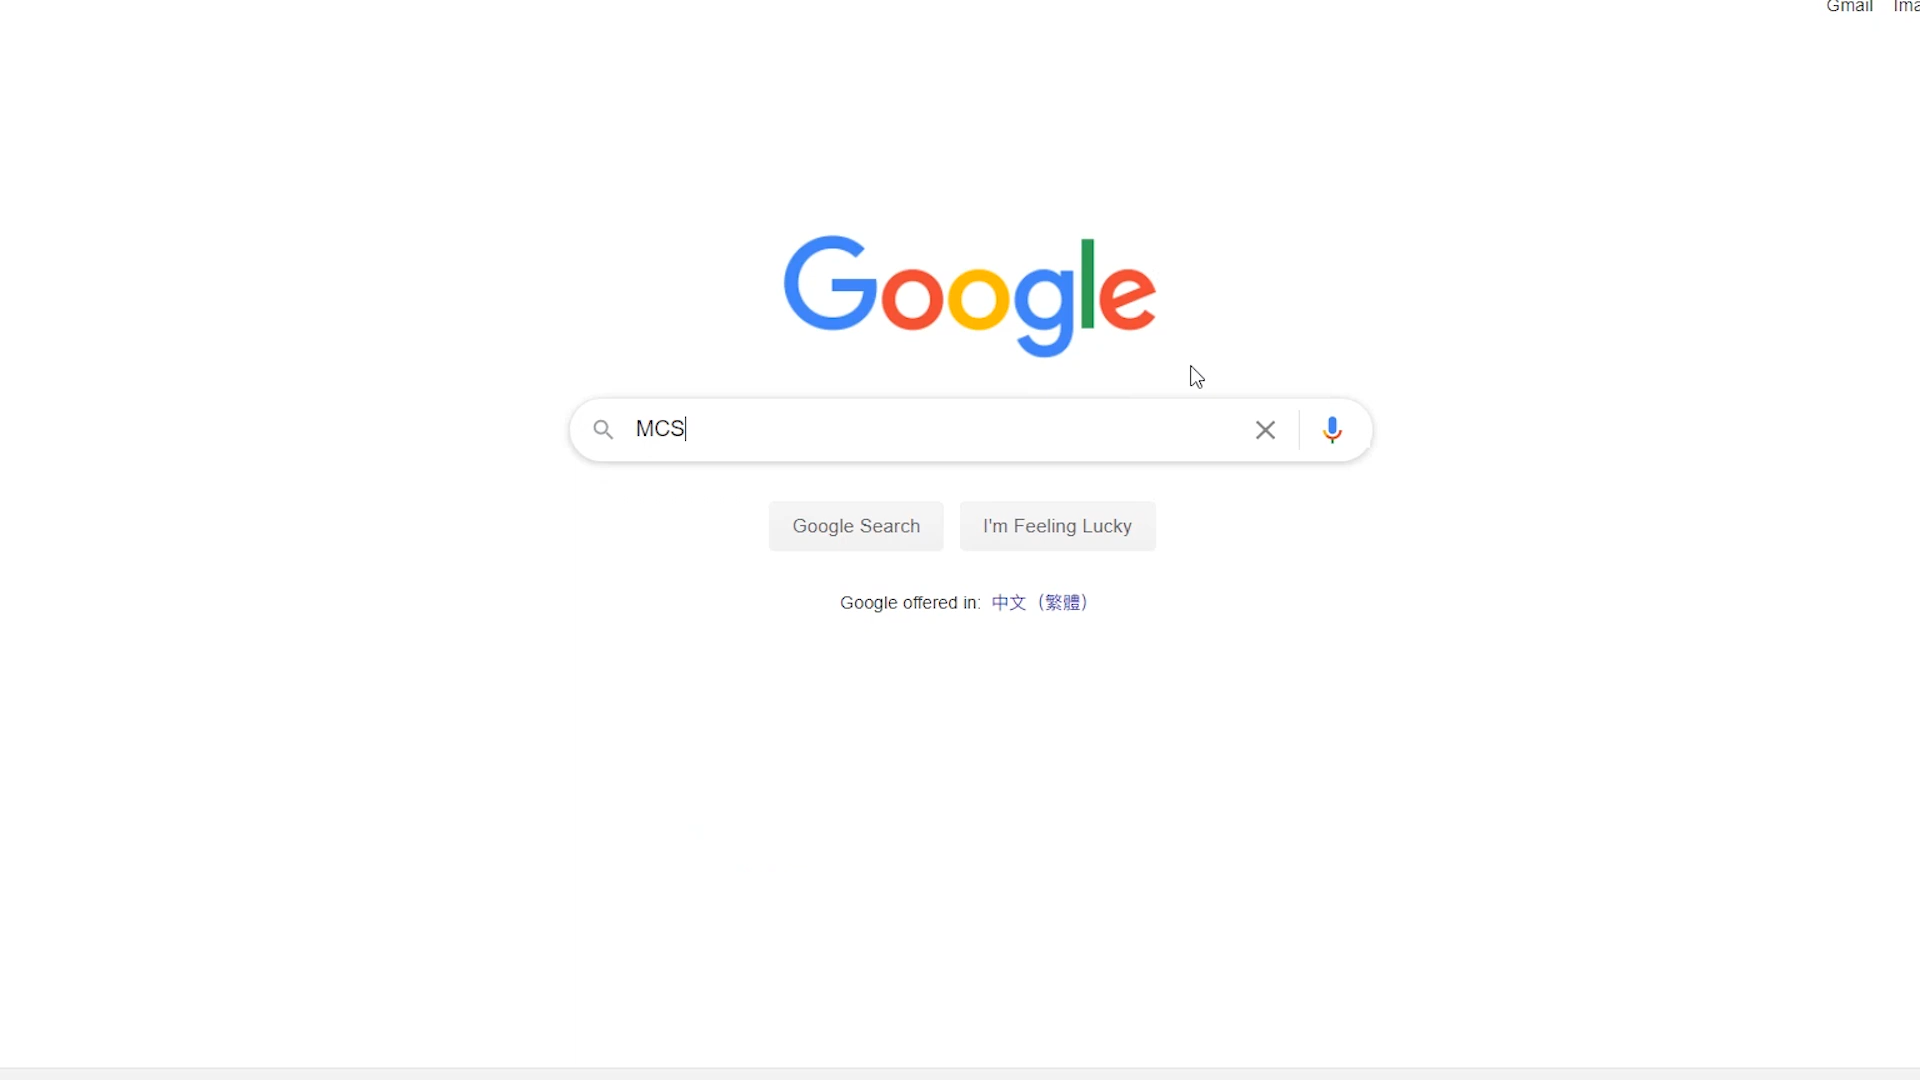 Gmail
Google
MCS
Google Search
I'm Feeling Lucky
Google offered in: 中文（繁體）